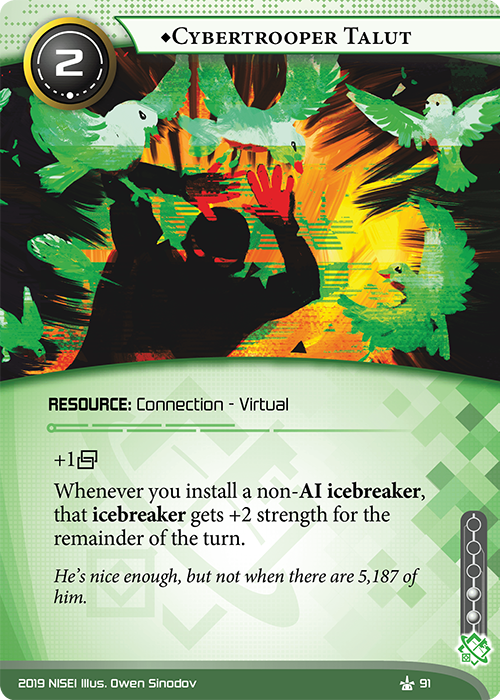 2
♦Cybertrooper Talut
RESOURCE: Connection - Virtual
+1
Whenever you install a non-AI icebreaker,
that icebreaker gets +2 strength for the
remainder of the turn.
He's nice enough, but not when there are 5,187 of
him.
2019 NISEI Illus. Owen Sinodov
91